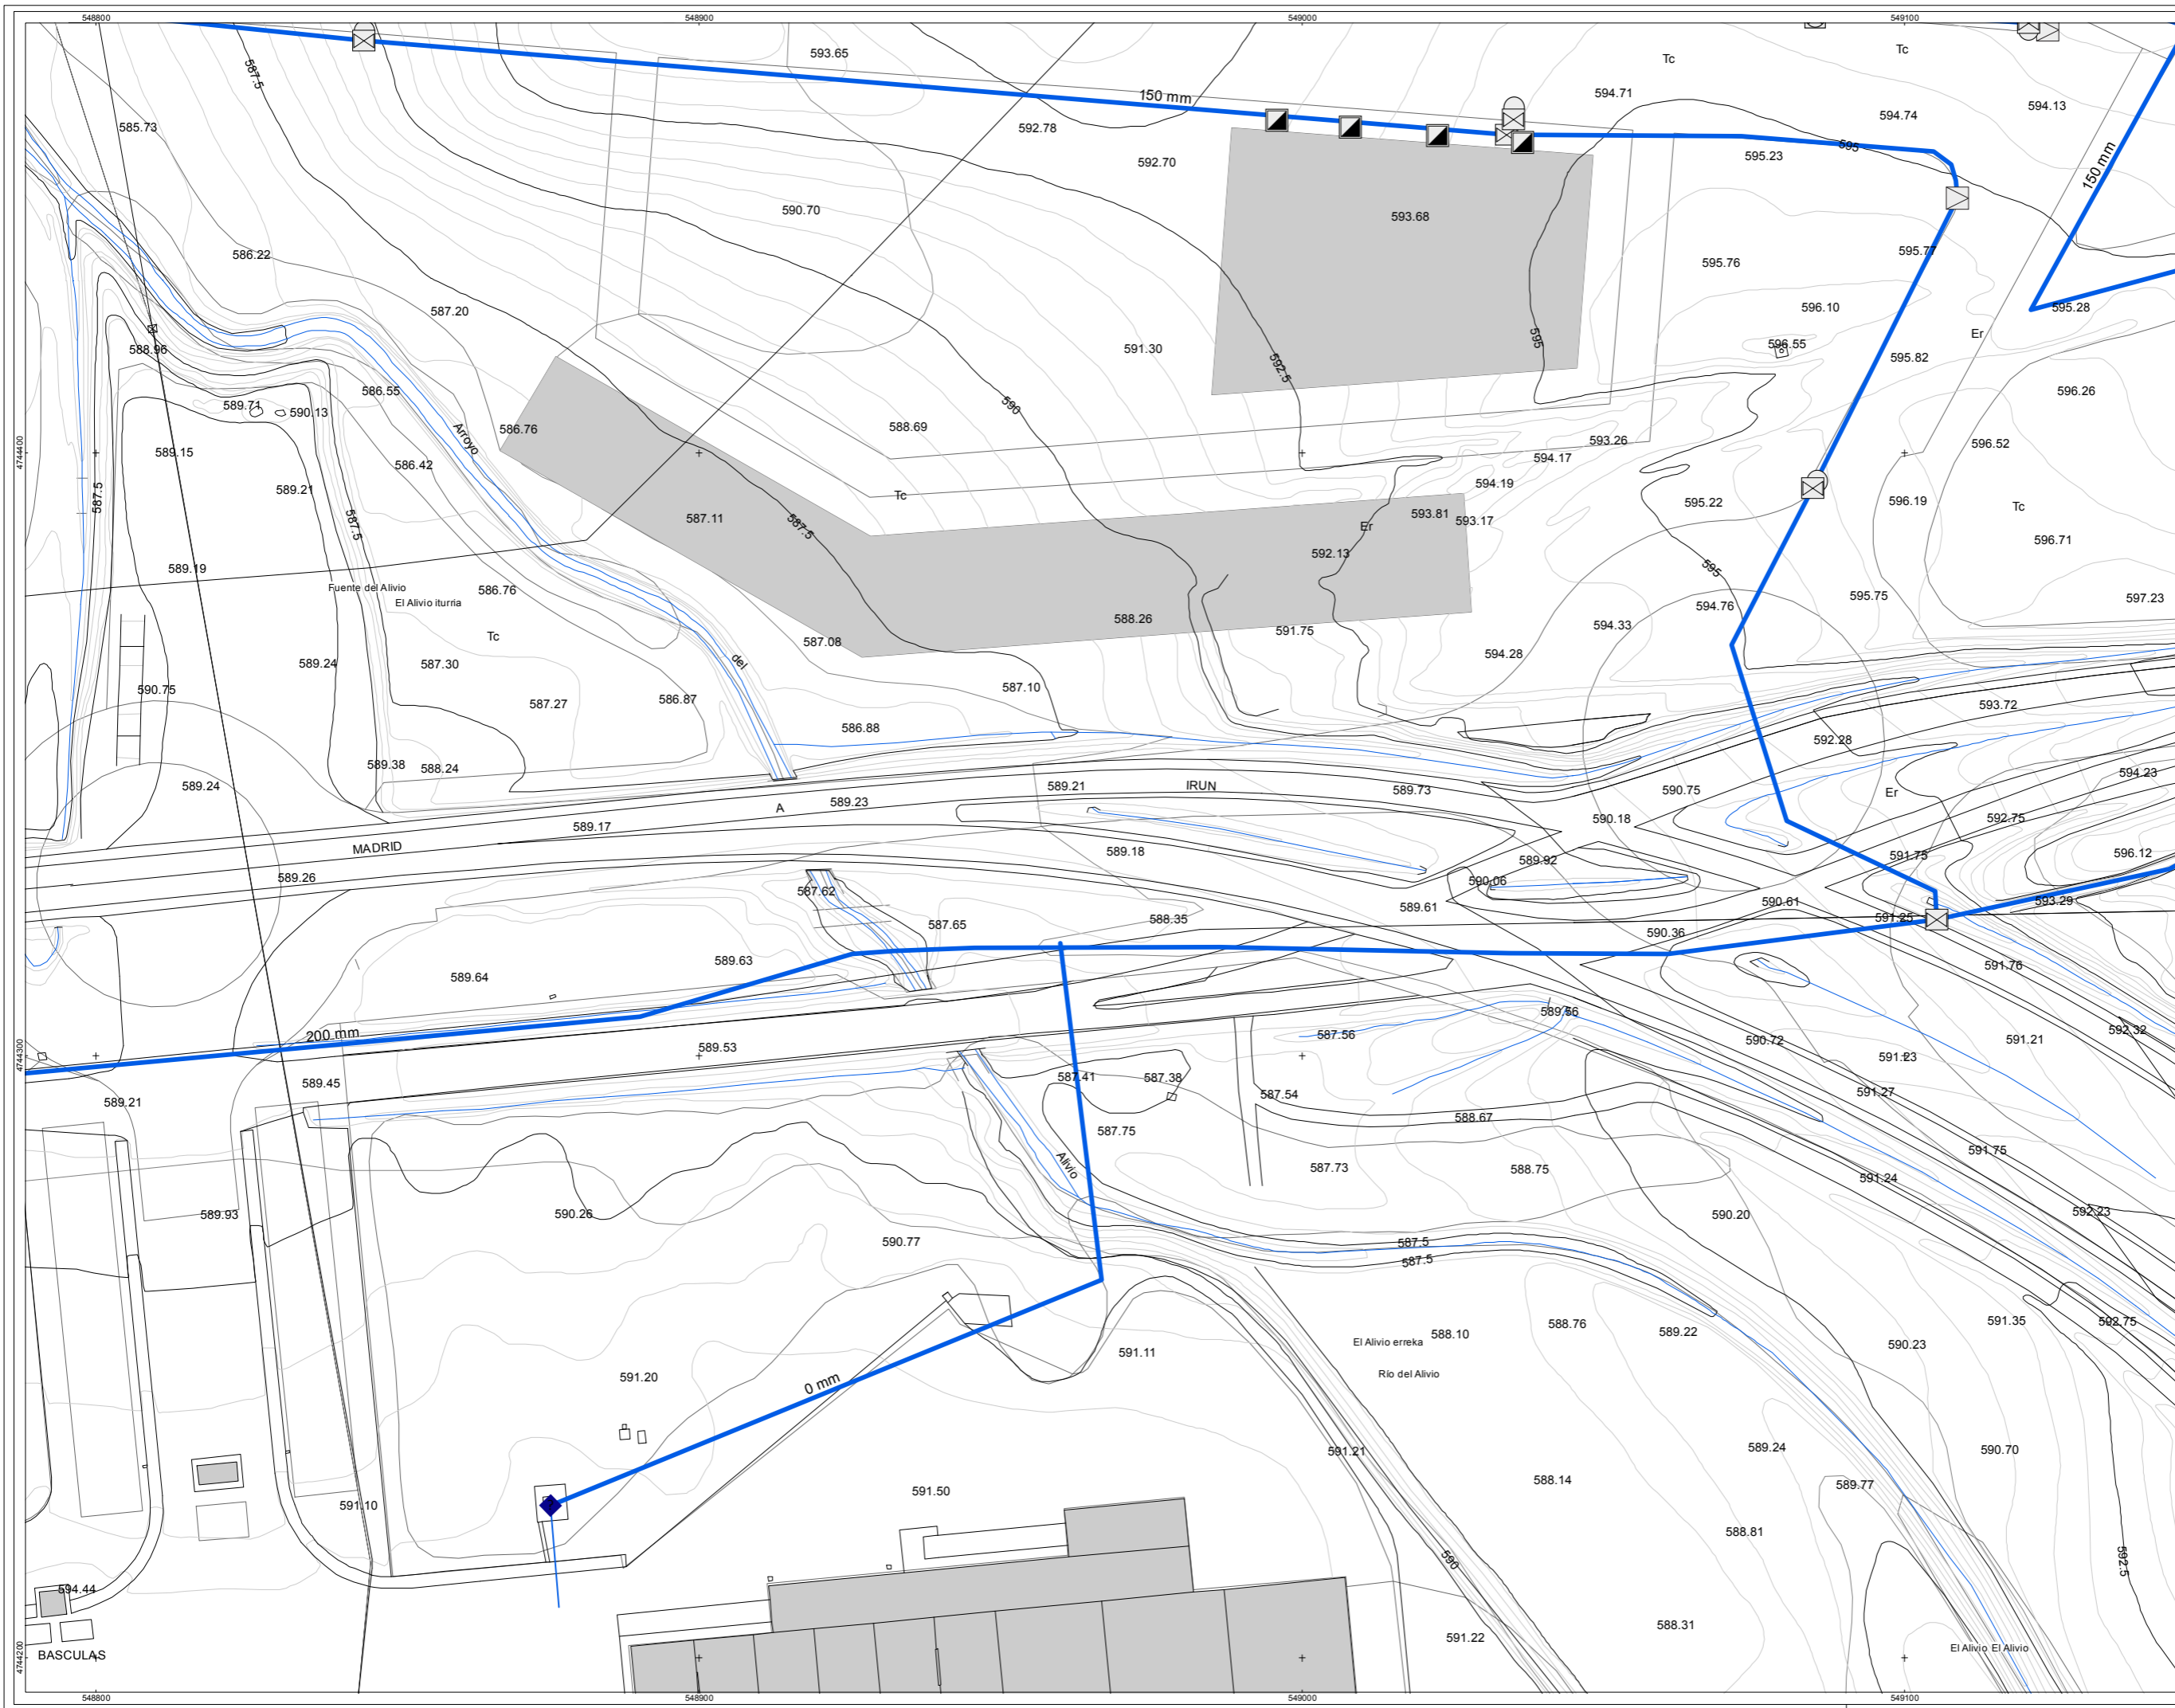 548800 548900 549000 549100
593.65 Tc Tc
587.5 594.71 594.13
150 mm 594.74
585.73 592.78
592.70 595.23 595 150 mm
590.70 593.68
586.22 595.76 595.77
587.20 596.10 595.28
588.96 591.30 595 596.55 595.82 Er
592.5
586.55 596.26
589.71 590.13 590
586.76 588.69 593.26 596.52
Arroyo
4744100 589.15 586.42 594.17
589.21 594.19
587.5 Tc 595.22 596.19 Tc
587.5 587.11 587.5 Er 593.81 593.17
592.13 596.71
589.19 595
Fuente del Alivio 586.76 595.75 597.23
El Alivio iturria
594.76
588.26 591.75 594.33
Tc 587.08
589.24 587.30 del 594.28
590.75 587.10
587.27 586.87 593.72
586.88
592.28
589.38 588.24 594.23
589.24 589.21 IRUN 589.73 590.75 Er
A 589.23
589.17 590.18 592.75
MADRID 589.18 589.92 591.75 596.12
589.26 590.06
587.62 589.61 590.61 593.29
587.65 588.35 591.25
590.36
589.63
589.64 591.76
589.56
200 mm 587.56 592.32
4744300 589.53 590.72 591.23 591.21
589.45 587.41 587.38
589.21 587.54 591.27
588.67
587.75
Alivio 587.73 588.75 591.75
591.24
589.93 590.26 590.20 592.23
590.77 587.5
587.5
591.35 592.75
588.10 588.76 589.22
El Alivio erreka 590.23
591.11
591.20 Río del Alivio
0 mm
591.21 589.24 590.70
588.14 589.77
591.10 591.50
588.81
590 592.5
594.44
588.31
591.22
BASCULAS El Alivio El Alivio
4744200
548800 548900 549000 549100